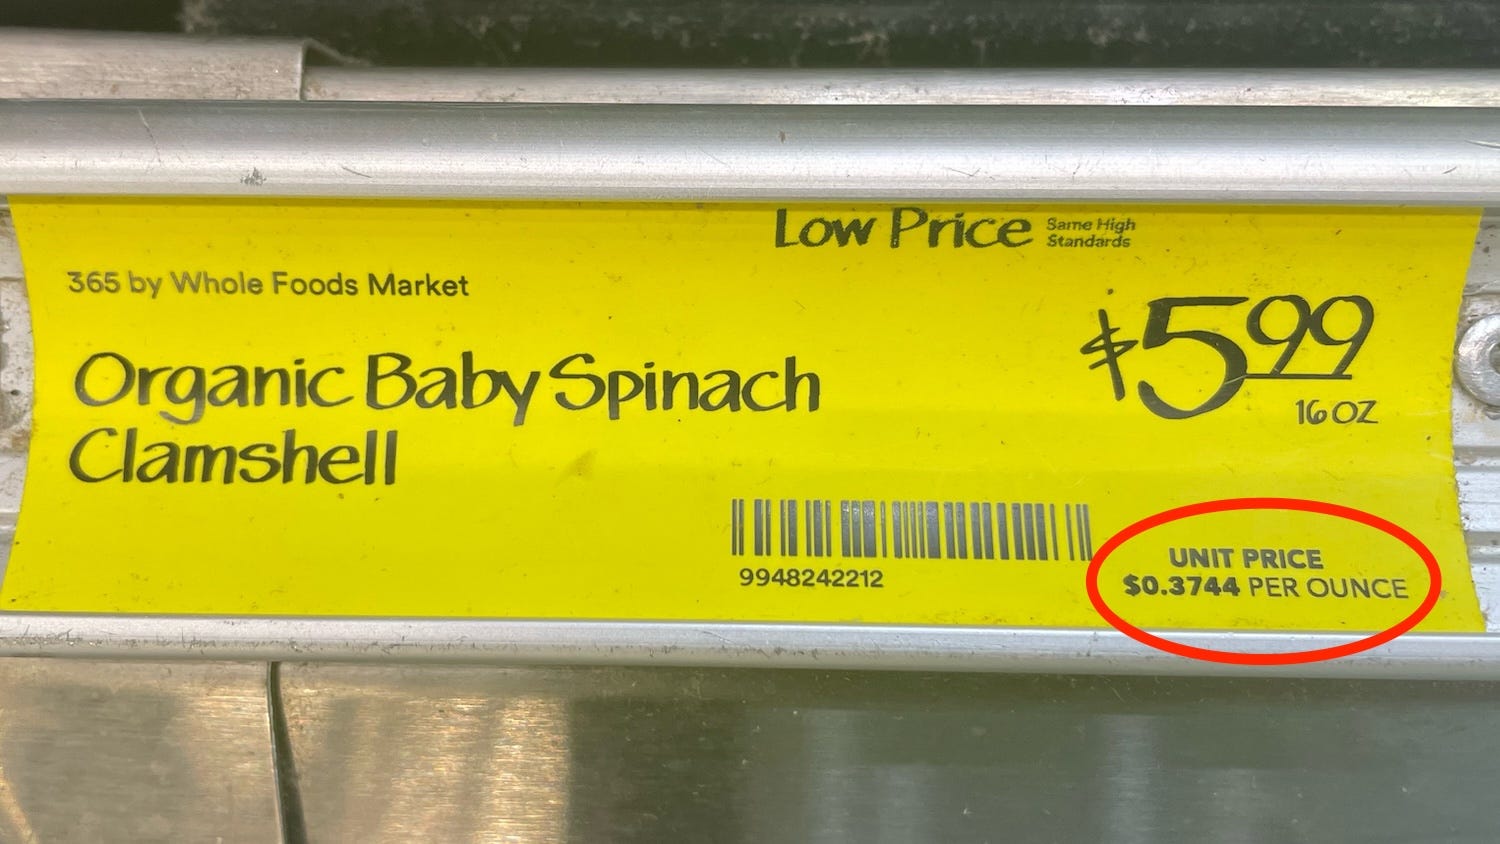 Low Price Same High
Standards
365 by Whole Foods Market
$5.99
Organic Baby Spinach
Clamshell
16 OZ
9948242212
UNIT PRICE
$0.3744 PER OUNCE